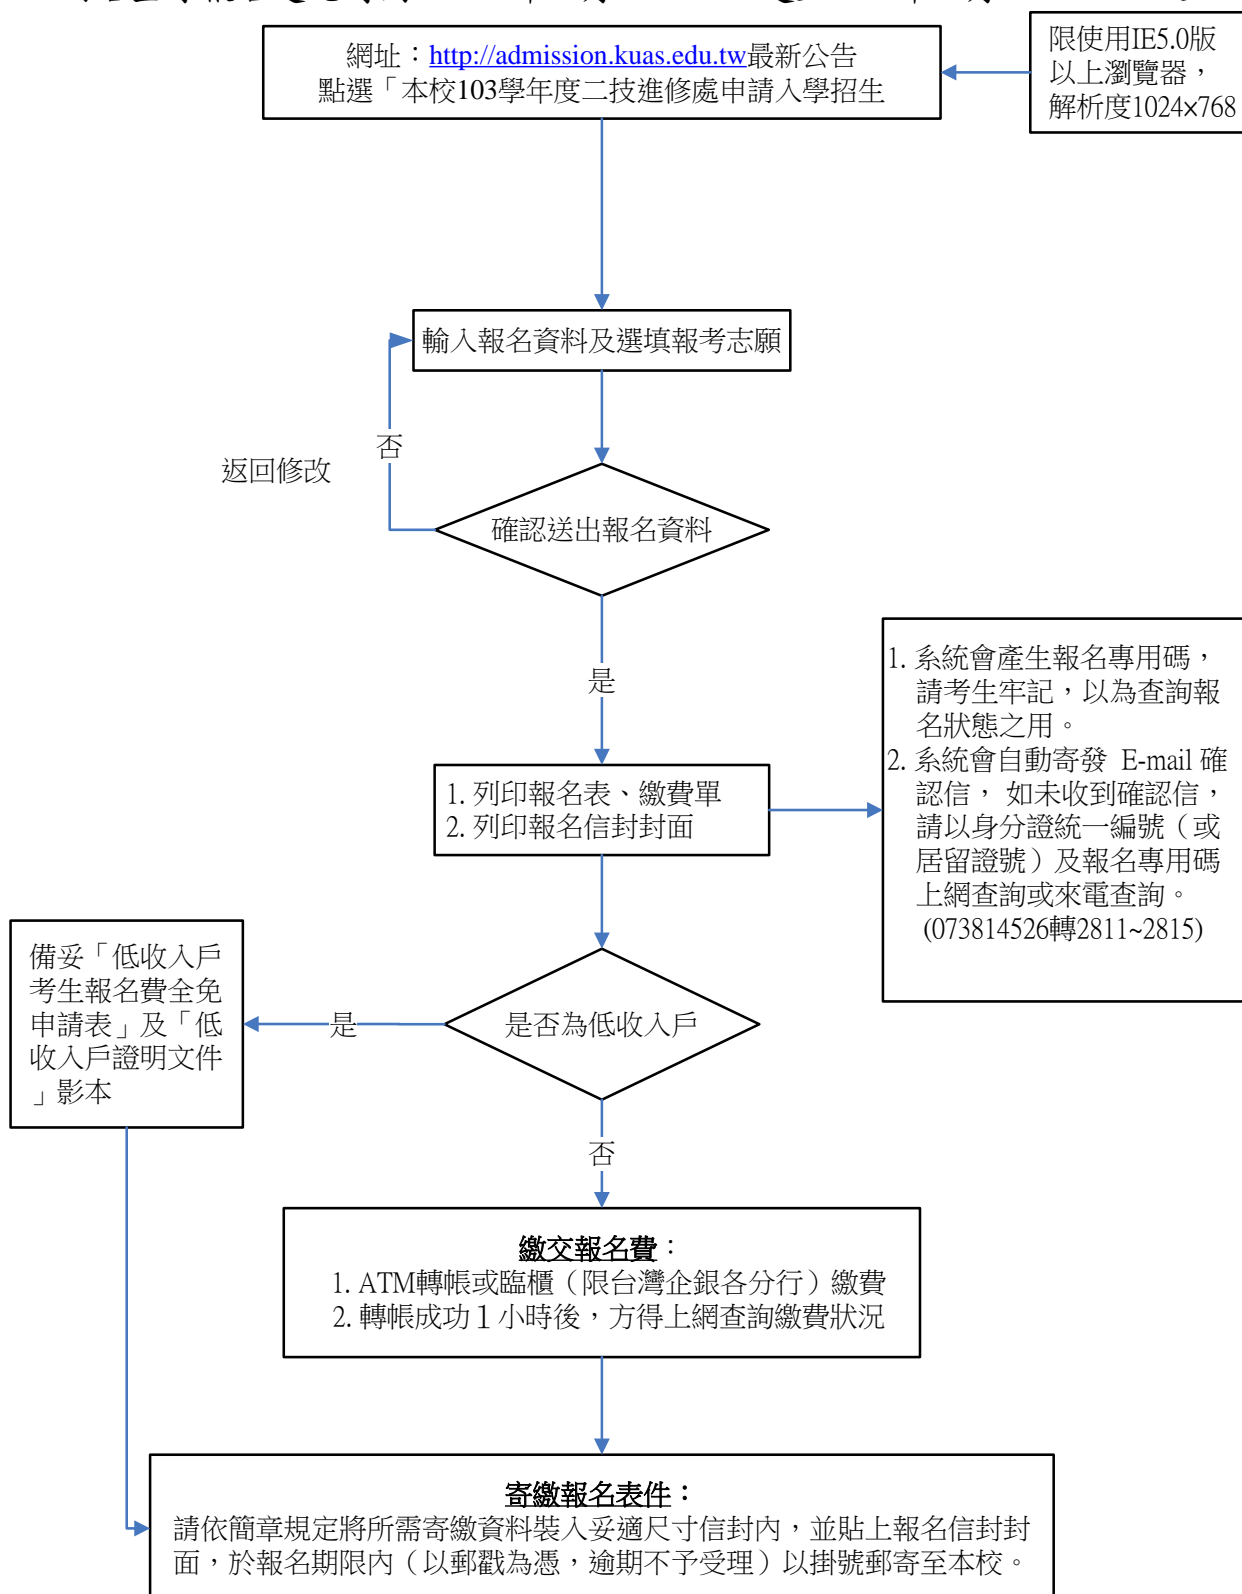 網址：http://admission.kuas.edu.tw最新公告
點選「本校103學年度二技進修處申請入學招生
限使用IE5.0版
以上瀏覽器，
解析度1024×768
輸入報名資料及選填報考志願
否
返回修改
確認送出報名資料
是
1. 列印報名表、繳費單
2. 列印報名信封封面
1. 系統會產生報名專用碼，
請考生牢記，以為查詢報
名狀態之用。
2. 系統會自動寄發 E-mail 確
認信， 如未收到確認信，
請以身分證統一編號（或
居留證號）及報名專用碼
上網查詢或來電查詢。
(073814526轉2811~2815)
備妥「低收入戶
考生報名費全免
申請表」及「低
收入戶證明文件
」影本
是
是否為低收入戶
否
繳交報名費：
1. ATM轉帳或臨櫃（限台灣企銀各分行）繳費
2. 轉帳成功１小時後，方得上網查詢繳費狀況
寄繳報名表件：
請依簡章規定將所需寄繳資料裝入妥適尺寸信封內，並貼上報名信封封
面，於報名期限內（以郵戳為憑，逾期不予受理）以掛號郵寄至本校。